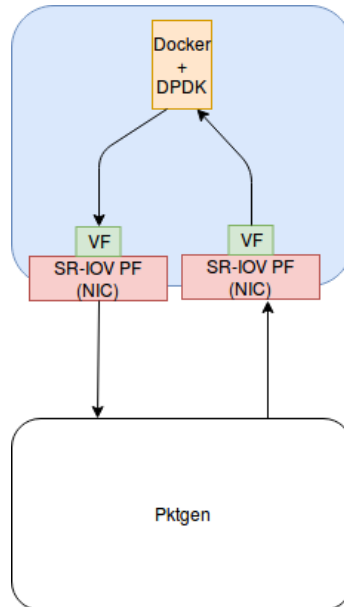 Docker
+
DPDK
VF
SR-IOV PF
(NIC)
VF
SR-IOV PF
(NIC)
Pktgen